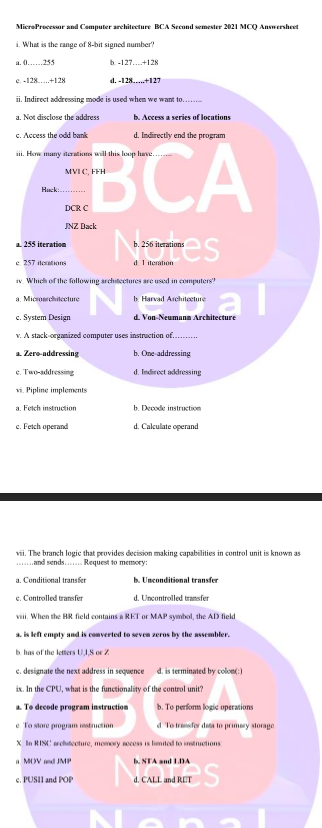 MicroProcessor and Computer architecture BCA Second semester 2021 MCQ Answersheet
i. What is the range of 8-bit signed number?
a. 0……255 b. -127….+128
c. -128…..+128 d. -128…..+127
ii. Indirect addressing mode is used when we want to……..
a. Not disclose the address b. Access a series of locations
c. Access the odd bank d. Indirectly end the program
iii. How many iterations will this loop have……..
MVI C, FFH
Back:……….
DCR C
JNZ Back
a. 255 iteration b. 256 iterations
c. 257 iterations d. 1 iteration
iv. Which of the following architectures are used in computers?
a. Microarchitecture b. Harvad Architecture
c. System Design d. Von-Neumann Architecture
v. A stack-organized computer uses instruction of……….
a. Zero-addressing b. One-addressing
c. Two-addressing d. Indirect addressing
vi. Pipline implements
a. Fetch instruction b. Decode instruction
c. Fetch operand d. Calculate operand
BCA
Notes
Nepal
vii. The branch logic that provides decision making capabilities in control unit is known as
…….and sends……. Request to memory:
a. Conditional transfer b. Unconditional transfer
c. Controlled transfer d. Uncontrolled transfer
viii. When the BR field contains a RET or MAP symbol, the AD field
a. is left empty and is converted to seven zeros by the assembler.
b. has of the letters U,I,S or Z
c. designate the next address in sequence d. is terminated by colon(:)
ix. In the CPU, what is the functionality of the control unit?
a. To decode program instruction b. To perform logic operations
c. To store program instruction d. To transfer data to primary storage
X. In RISC architecture, memory access is limited to instructions
a. MOV and JMP b. STA and LDA
c. PUSH and POP d. CALL and RET
BCA
Notes
Nepal